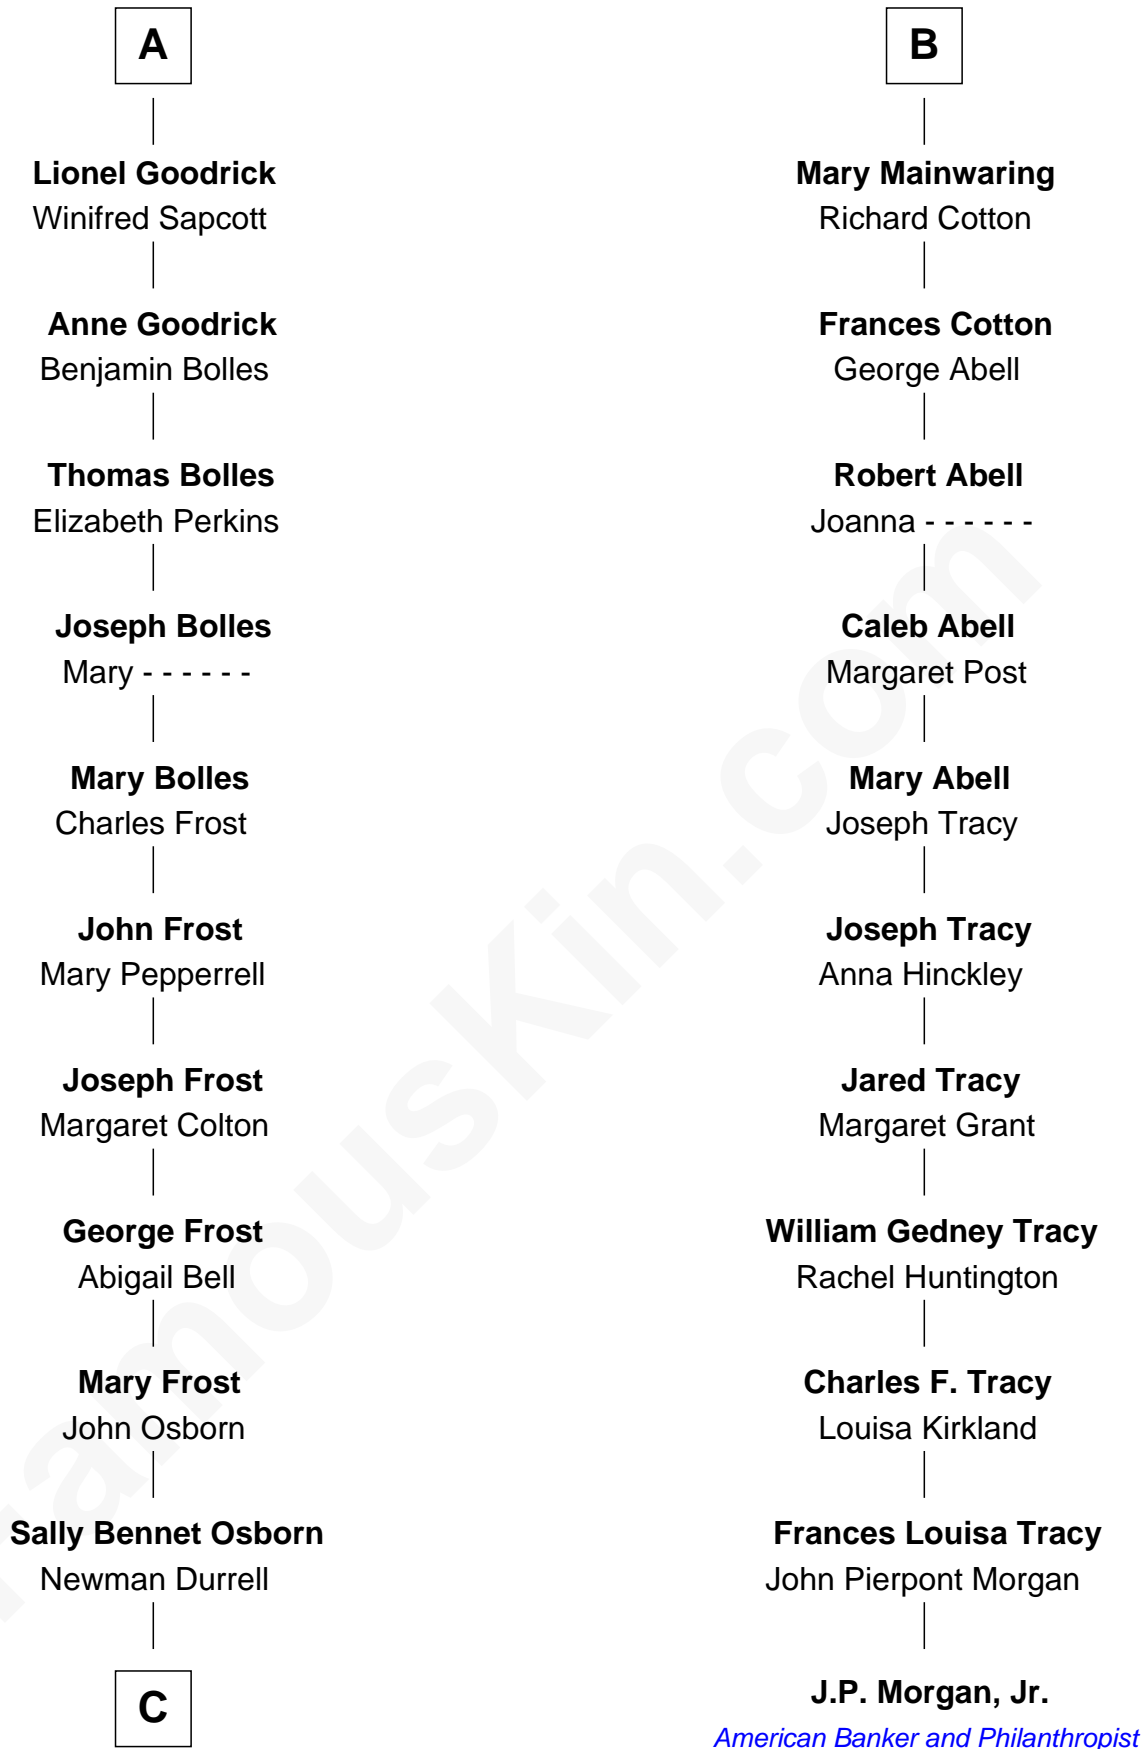 A
Lionel Goodrick
Winifred Sapcott
Anne Goodrick
Benjamin Bolles
Thomas Bolles
Elizabeth Perkins
Joseph Bolles
Mary - - - - - -
Mary Bolles
Charles Frost
John Frost
Mary Pepperrell
Joseph Frost
Margaret Colton
George Frost
Abigail Bell
Mary Frost
John Osborn
Sally Bennet Osborn
Newman Durrell
C
B
Mary Mainwaring
Richard Cotton
Frances Cotton
George Abell
Robert Abell
Joanna - - - - - -
Caleb Abell
Margaret Post
Mary Abell
Joseph Tracy
Joseph Tracy
Anna Hinckley
Jared Tracy
Margaret Grant
William Gedney Tracy
Rachel Huntington
Charles F. Tracy
Louisa Kirkland
Frances Louisa Tracy
John Pierpont Morgan
J.P. Morgan, Jr.
American Banker and Philanthropist
FamousKin.com